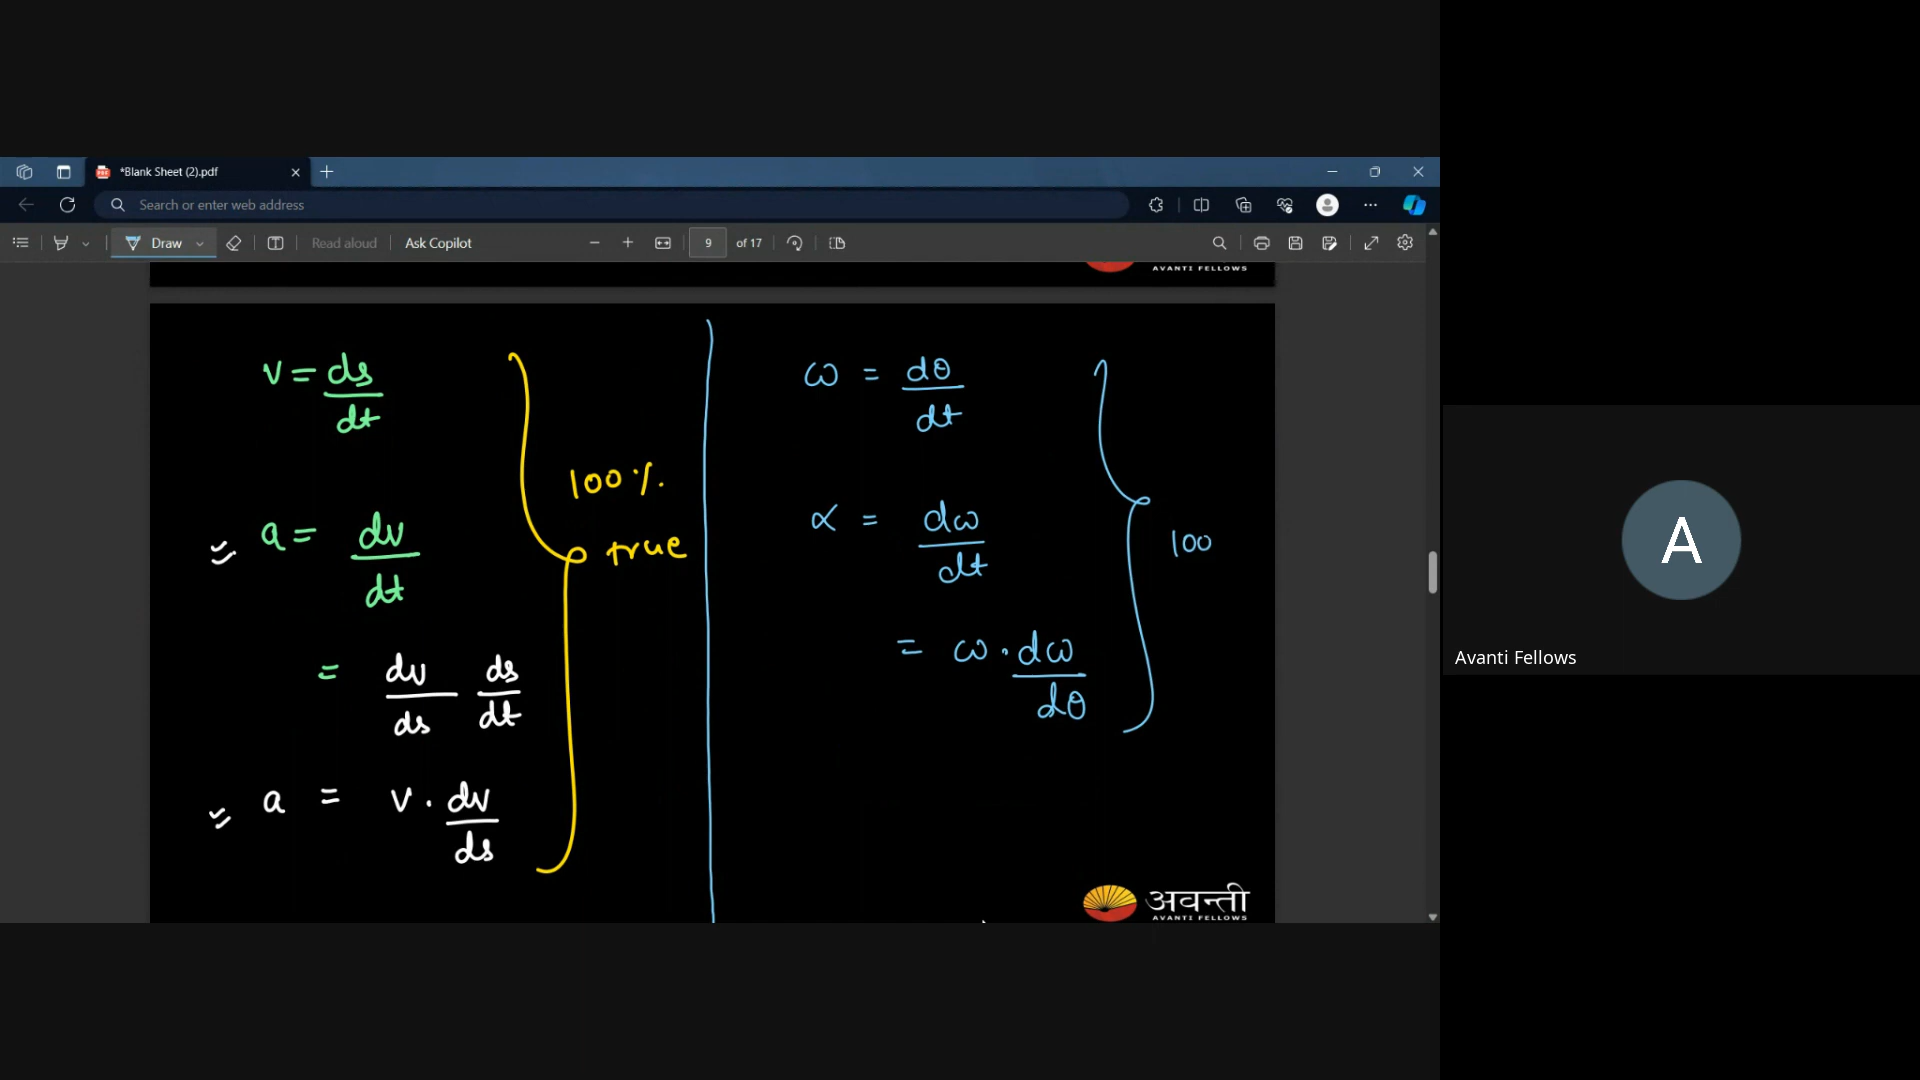 *Blank Sheet (2).pdf
Search or enter web address
Draw
Read aloud
Ask Copilot
9
of 17
AVANTI FELLOWS
v = ds/dt
a = dv/dt
= dv/ds ds/dt
a = v · dv/ds
100 %.
true
ω = dθ/dt
α = dω/dt
= ω · dω/dθ
100
अवन्ती
AVANTI FELLOWS
A
Avanti Fellows